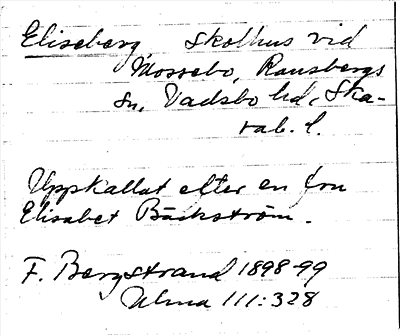 Eliseberg, skolhus vid
Mossebo, Ransbergs
sn, Vadsbo hd, Ska-
rab. l.
Uppkallat efter en fru
Elisabet Bäckström.
F. Bergstrand 1898-99
Ulma 111:328